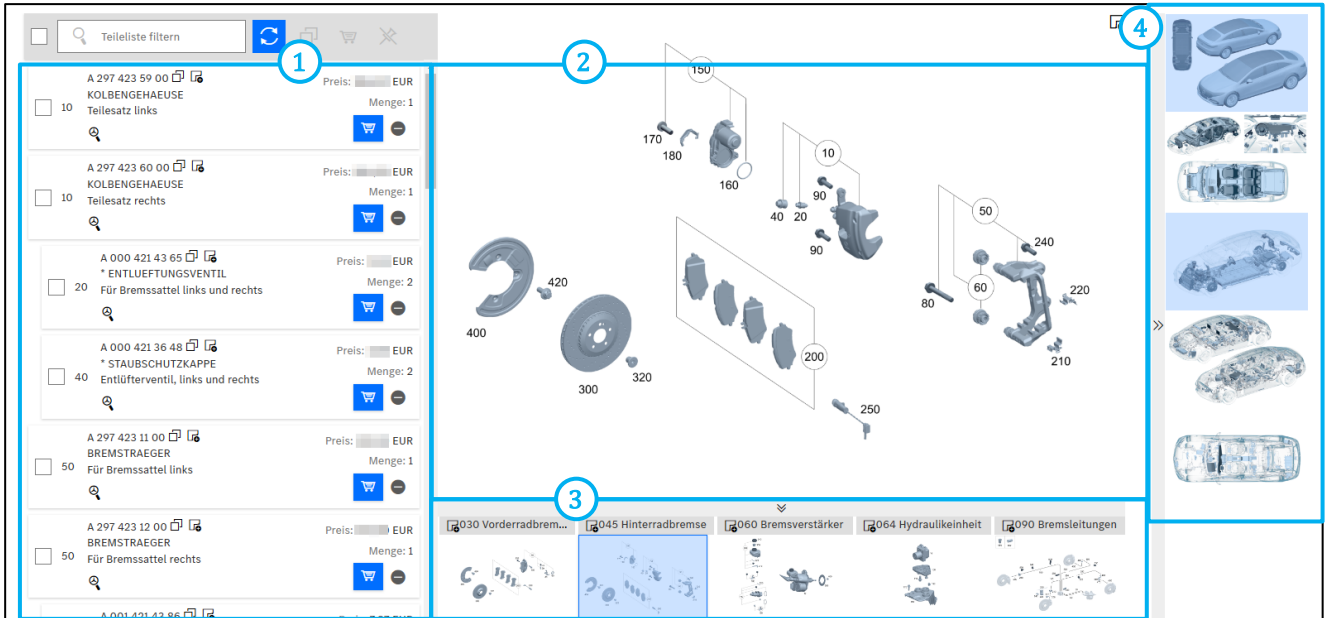 Teileliste filtern
1
A 297 423 59 00
KOLBENGEHAEUSE
Teilesatz links
10
Preis: EUR
Menge: 1
A 297 423 60 00
KOLBENGEHAEUSE
Teilesatz rechts
10
Preis: EUR
Menge: 1
A 000 421 43 65
* ENTLUEFTUNGSVENTIL
Für Bremssattel links und rechts
20
Preis: EUR
Menge: 2
A 000 421 36 48
* STAUBSCHUTZKAPPE
Entlüfterventil, links und rechts
40
Preis: EUR
Menge: 2
A 297 423 11 00
BREMSTRAEGER
Für Bremssattel links
50
Preis: EUR
Menge: 1
A 297 423 12 00
BREMSTRAEGER
Für Bremssattel rechts
50
Preis: EUR
Menge: 1
A 001 421 43 86
2
150
170
180
160
10
90
40 20
90
50
240
60
80
220
210
420
400
300
320
200
250
3
030 Vorderradbrem...
045 Hinterradbremse
060 Bremsverstärker
064 Hydraulikeinheit
090 Bremsleitungen
4